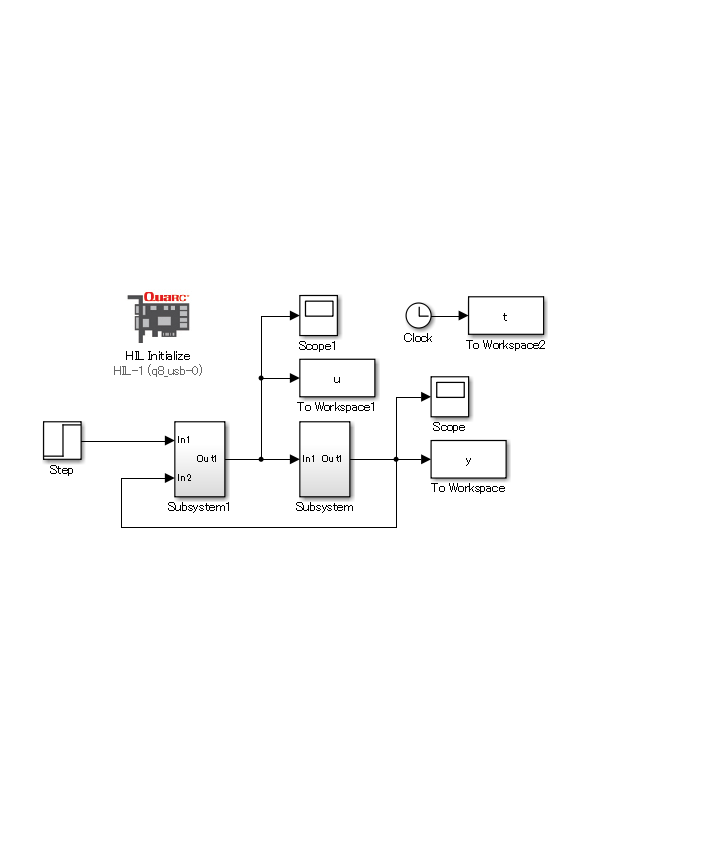 QUARC
HIL Initialize
HIL-1 (q8_usb-0)
Scope1
Clock
t
To Workspace2
u
To Workspace1
Scope
Step
In1
In2
Out1
Subsystem1
In1
Out1
Subsystem
y
To Workspace